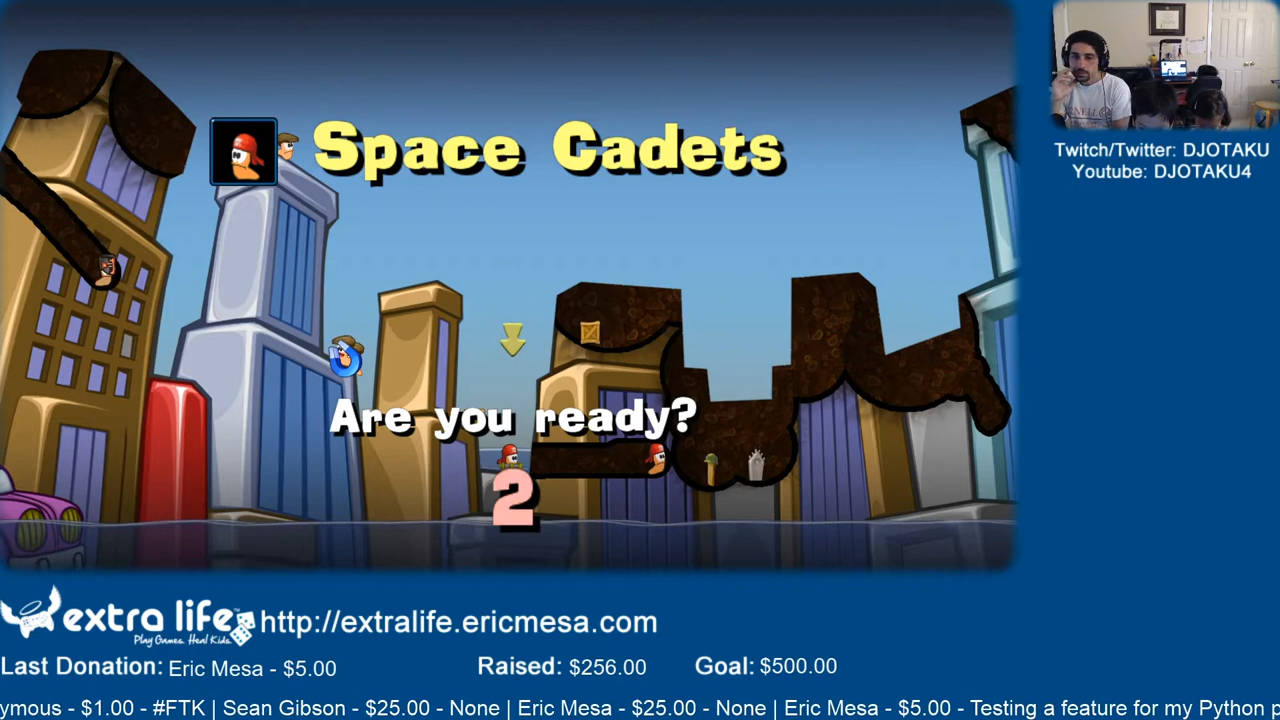 Space Cadets
Are you ready?
2
Twitch/Twitter: DJOTAKU
Youtube: DJOTAKU4
extra life
Play Games. Heal Kids.
http://extralife.ericmesa.com
Last Donation: Eric Mesa - $5.00
Raised: $256.00
Goal: $500.00
ymous - $1.00 - #FTK | Sean Gibson - $25.00 - None | Eric Mesa - $25.00 - None | Eric Mesa - $5.00 - Testing a feature for my Python p